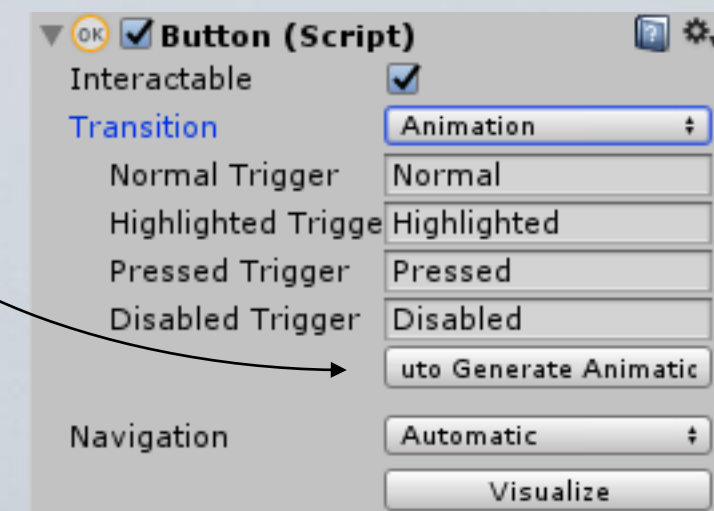 OK Button (Script) ?
Interactable
Transition Animation
Normal Trigger Normal
Highlighted Trigge Highlighted
Pressed Trigger Pressed
Disabled Trigger Disabled
uto Generate Animatic
Navigation Automatic
Visualize